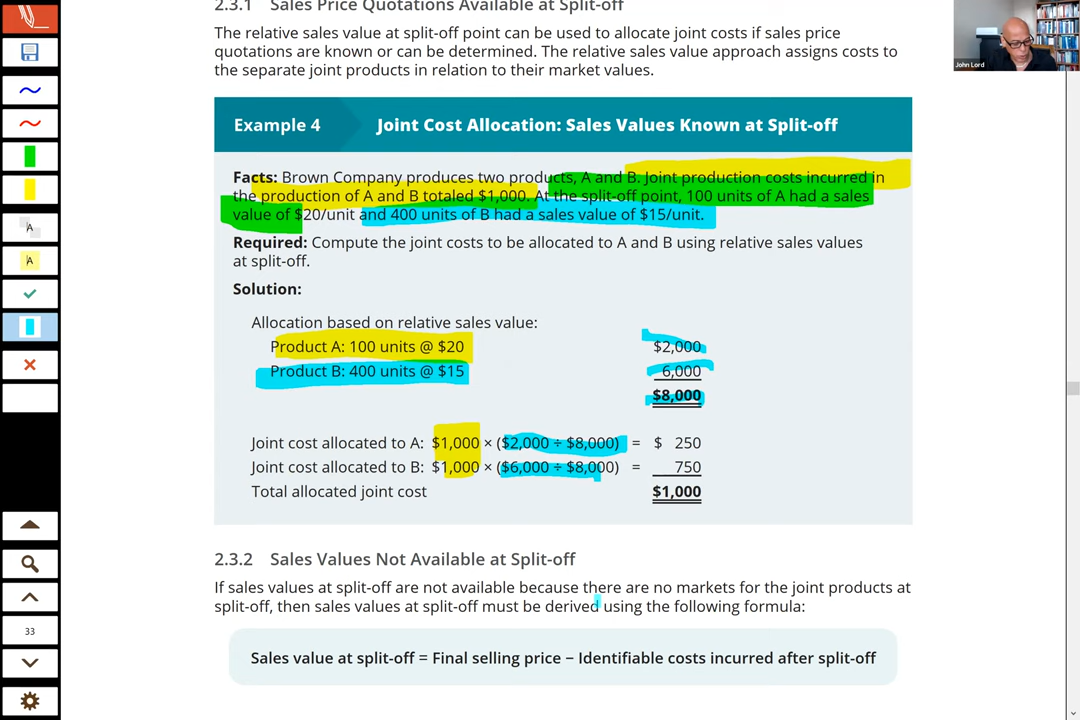 2.3.1 Sales Price Quotations Available at Split-off
The relative sales value at split-off point can be used to allocate joint costs if sales price
quotations are known or can be determined. The relative sales value approach assigns costs to
the separate joint products in relation to their market values.
John Lord
Example 4 Joint Cost Allocation: Sales Values Known at Split-off
Facts: Brown Company produces two products, A and B. Joint production costs incurred in
the production of A and B totaled $1,000. At the split-off point, 100 units of A had a sales
value of $20/unit and 400 units of B had a sales value of $15/unit.
Required: Compute the joint costs to be allocated to A and B using relative sales values
at split-off.
Solution:
Allocation based on relative sales value:
Product A: 100 units @ $20 $2,000
Product B: 400 units @ $15 6,000
$8,000
Joint cost allocated to A: $1,000 × ($2,000 ÷ $8,000) = $ 250
Joint cost allocated to B: $1,000 × ($6,000 ÷ $8,000) = 750
Total allocated joint cost $1,000
2.3.2 Sales Values Not Available at Split-off
If sales values at split-off are not available because there are no markets for the joint products at
split-off, then sales values at split-off must be derived using the following formula:
Sales value at split-off = Final selling price − Identifiable costs incurred after split-off
A
A
33